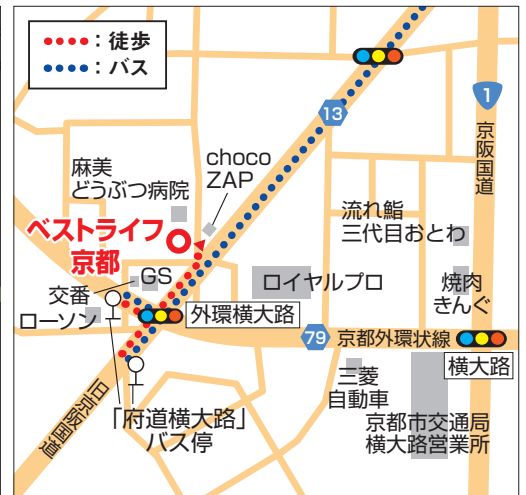 ：徒歩
：バス
1
京阪国道
13
choco
ZAP
麻美
どうぶつ病院
流れ鮨
三代目おとわ
ベストライフ
京都
GS
ロイヤルプロ
焼肉
きんぐ
交番
ローソン
外環横大路
79
京都外環状線
横大路
三菱
自動車
「府道横大路」
バス停
京都市交通局
横大路営業所
旧京阪国道